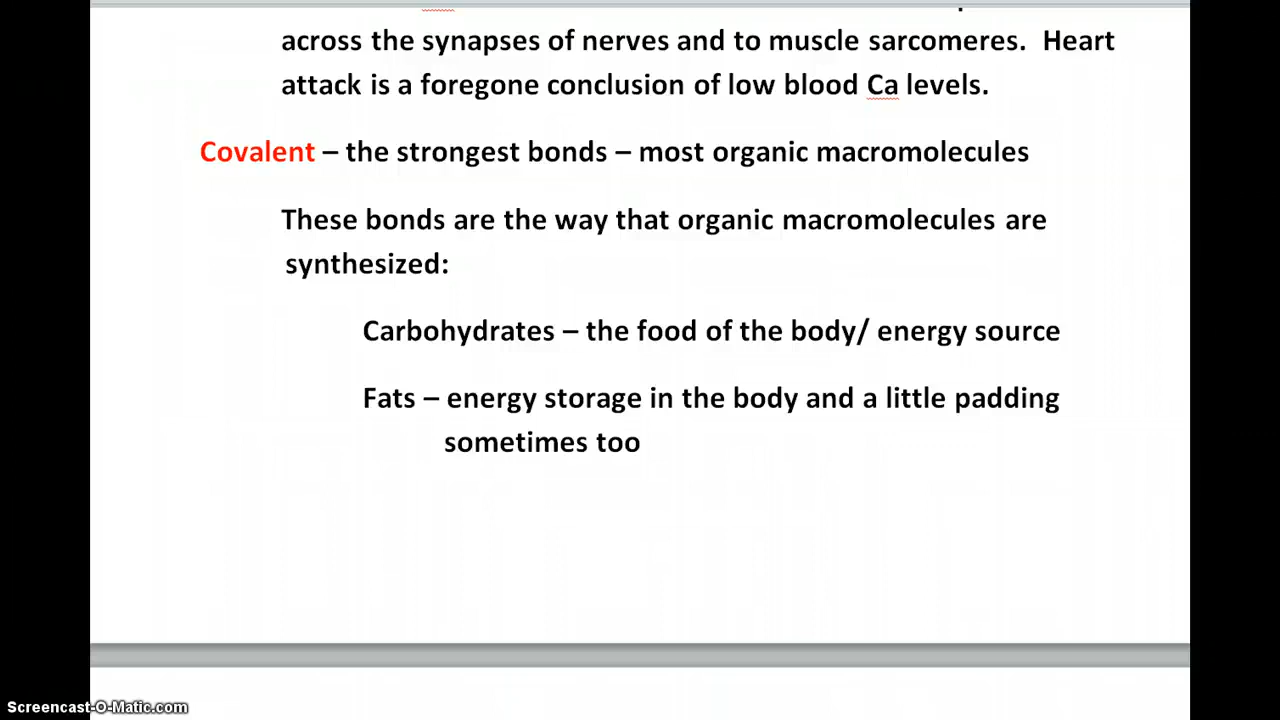 across the synapses of nerves and to muscle sarcomeres.  Heart
attack is a foregone conclusion of low blood Ca levels.
Covalent – the strongest bonds – most organic macromolecules
These bonds are the way that organic macromolecules are
synthesized:
Carbohydrates – the food of the body/ energy source
Fats – energy storage in the body and a little padding
sometimes too
Screencast-O-Matic.com